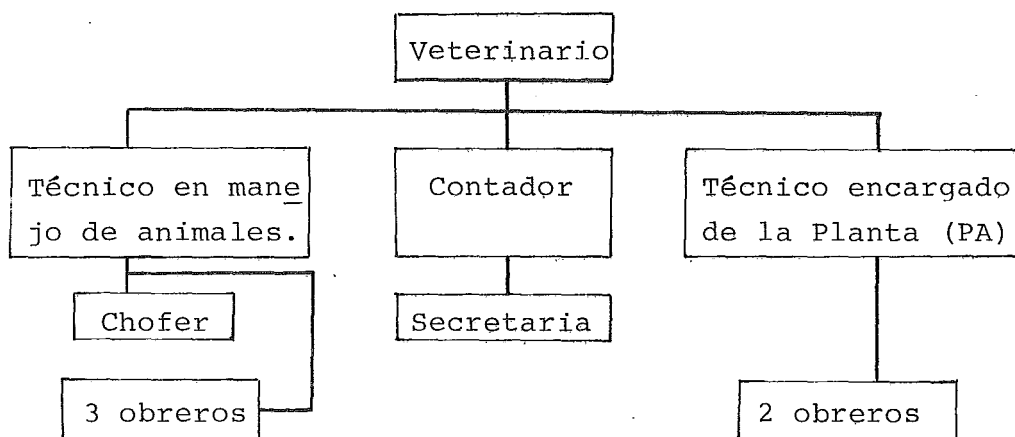 Veterinario
Técnico en mane
jo de animales.
Contador
Técnico encargado
de la Planta (PA)
Chofer
Secretaria
3 obreros
2 obreros